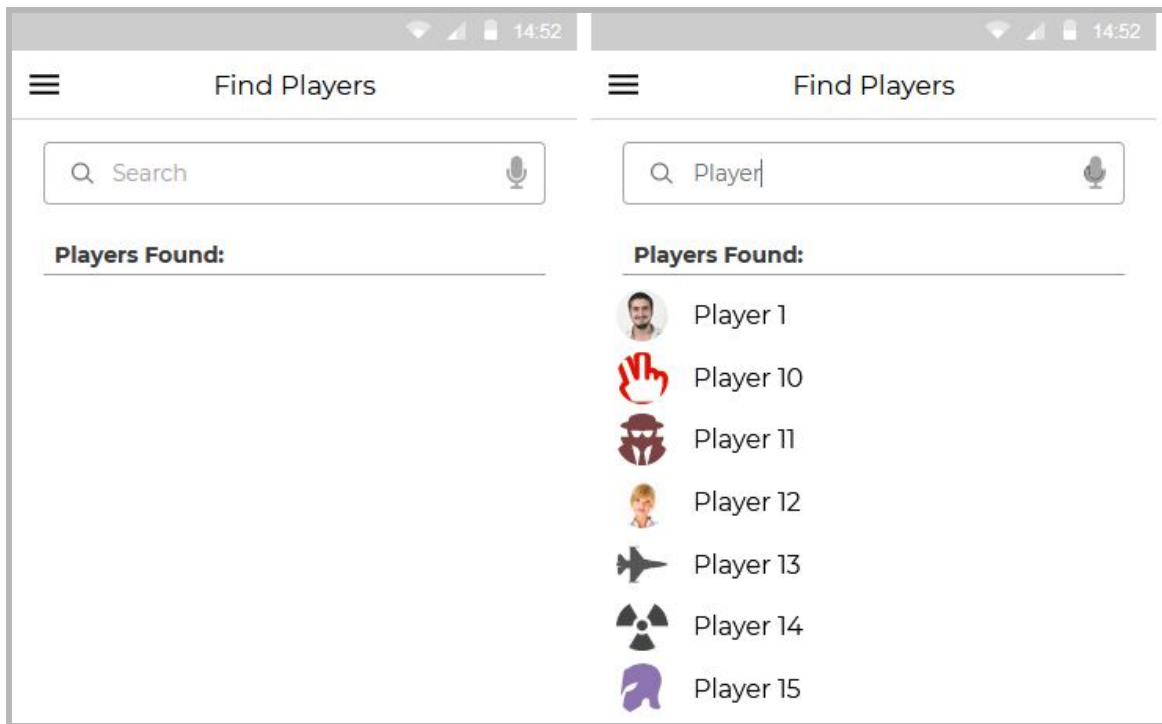 14:52
Find Players
Search
Players Found:
14:52
Find Players
Player
Players Found:
Player 1
Player 10
Player 11
Player 12
Player 13
Player 14
Player 15